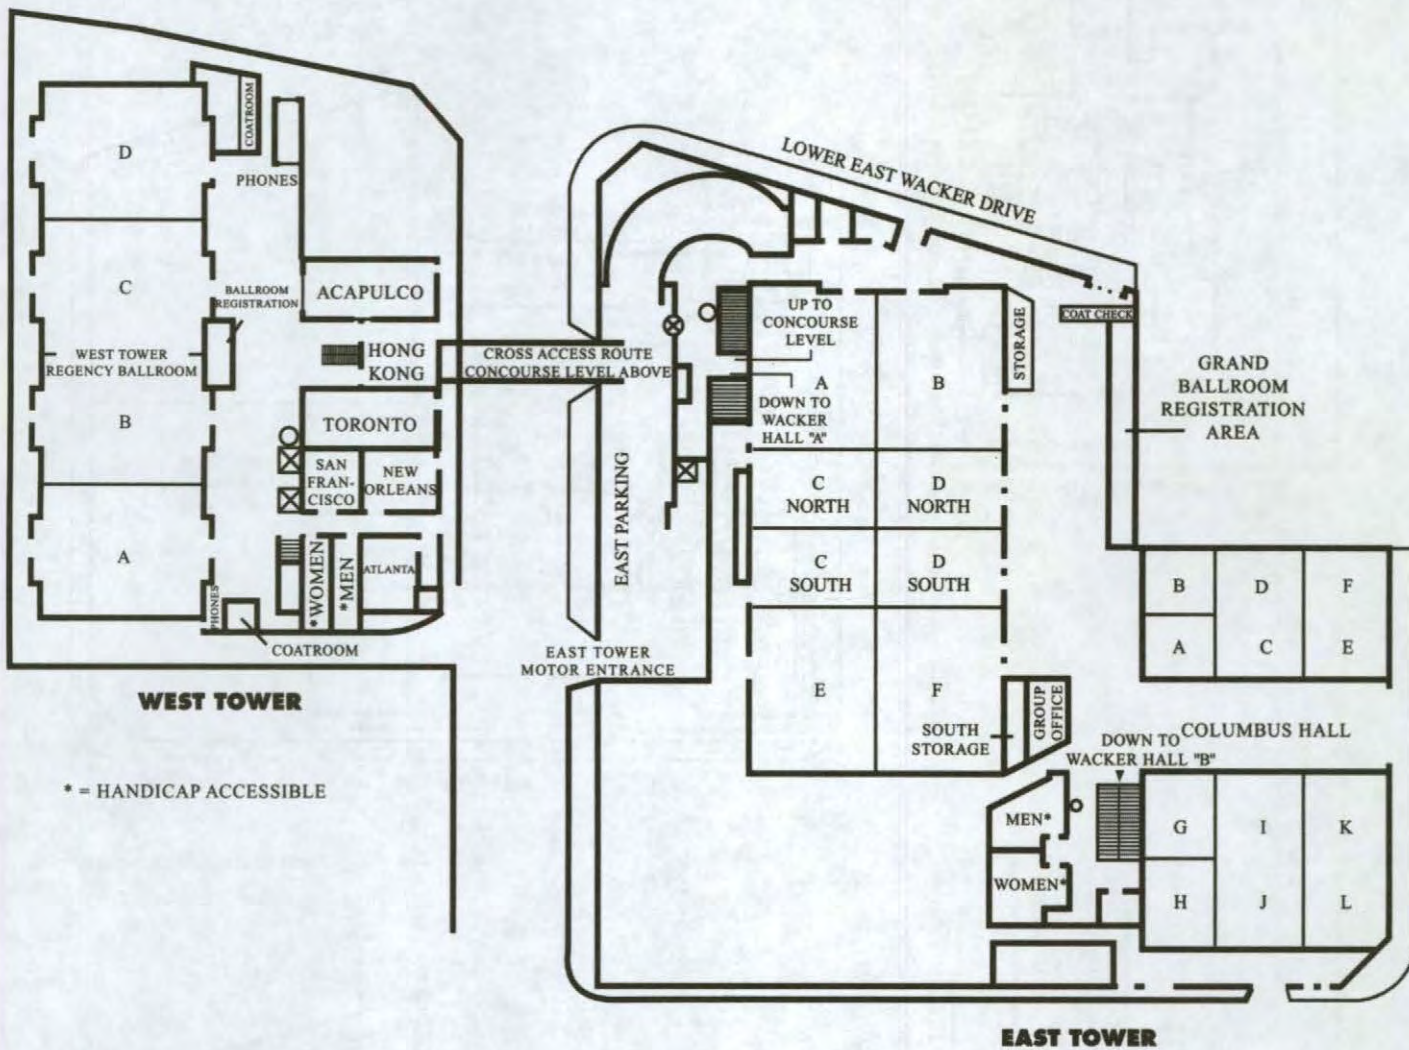 D
COATROOM
PHONES
C
BALLROOM
REGISTRATION
WEST TOWER
REGENCY BALLROOM
B
A
PHONES
COATROOM
ACAPULCO
HONG
KONG
TORONTO
SAN
FRAN-
CISCO
NEW
ORLEANS
*WOMEN
*MEN
ATLANTA
WEST TOWER
* = HANDICAP ACCESSIBLE
CROSS ACCESS ROUTE
CONCOURSE LEVEL ABOVE
EAST PARKING
EAST TOWER
MOTOR ENTRANCE
LOWER EAST WACKER DRIVE
UP TO
CONCOURSE
LEVEL
A
B
DOWN TO
WACKER
HALL "A"
STORAGE
COAT CHECK
GRAND
BALLROOM
REGISTRATION
AREA
C
NORTH
D
NORTH
C
SOUTH
D
SOUTH
E
F
SOUTH
STORAGE
GROUP
OFFICE
B
D
F
A
C
E
COLUMBUS HALL
DOWN TO
WACKER HALL "B"
MEN*
WOMEN*
G
I
K
H
J
L
EAST TOWER